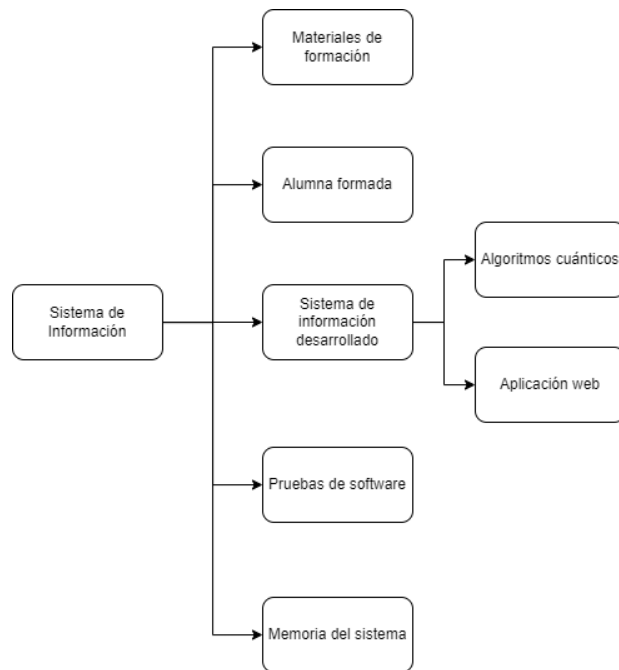 Materiales de
formación
Alumna formada
Algoritmos cuánticos
Sistema de
Información
Sistema de
información
desarrollado
Aplicación web
Pruebas de software
Memoria del sistema